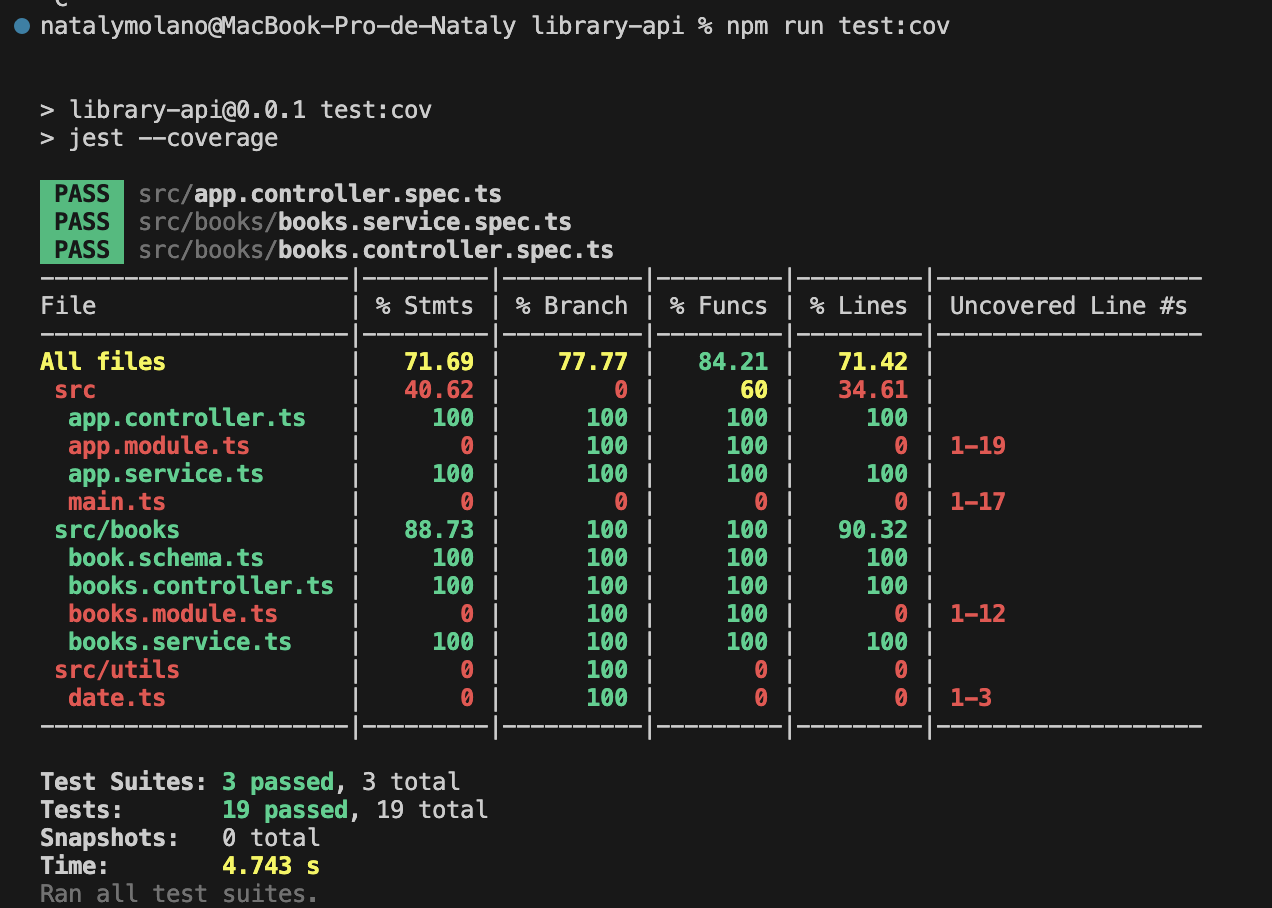 natalymolano@MacBook-Pro-de-Nataly library-api % npm run test:cov
> library-api@0.0.1 test:cov
> jest --coverage
PASS src/app.controller.spec.ts
PASS src/books/books.service.spec.ts
PASS src/books/books.controller.spec.ts
----------------------|---------|----------|---------|---------|-------------------
File                  | % Stmts | % Branch | % Funcs | % Lines | Uncovered Line #s
----------------------|---------|----------|---------|---------|-------------------
All files             |   71.69 |    77.77 |   84.21 |   71.42 |
 src                  |   40.62 |        0 |      60 |   34.61 |
  app.controller.ts   |     100 |      100 |     100 |     100 |
  app.module.ts       |       0 |      100 |     100 |       0 | 1-19
  app.service.ts      |     100 |      100 |     100 |     100 |
  main.ts             |       0 |        0 |       0 |       0 | 1-17
 src/books            |   88.73 |      100 |     100 |   90.32 |
  book.schema.ts      |     100 |      100 |     100 |     100 |
  books.controller.ts |     100 |      100 |     100 |     100 |
  books.module.ts     |       0 |      100 |     100 |       0 | 1-12
  books.service.ts    |     100 |      100 |     100 |     100 |
 src/utils            |       0 |      100 |       0 |       0 |
  date.ts             |       0 |      100 |       0 |       0 | 1-3
----------------------|---------|----------|---------|---------|-------------------
Test Suites: 3 passed, 3 total
Tests:       19 passed, 19 total
Snapshots:   0 total
Time:        4.743 s
Ran all test suites.